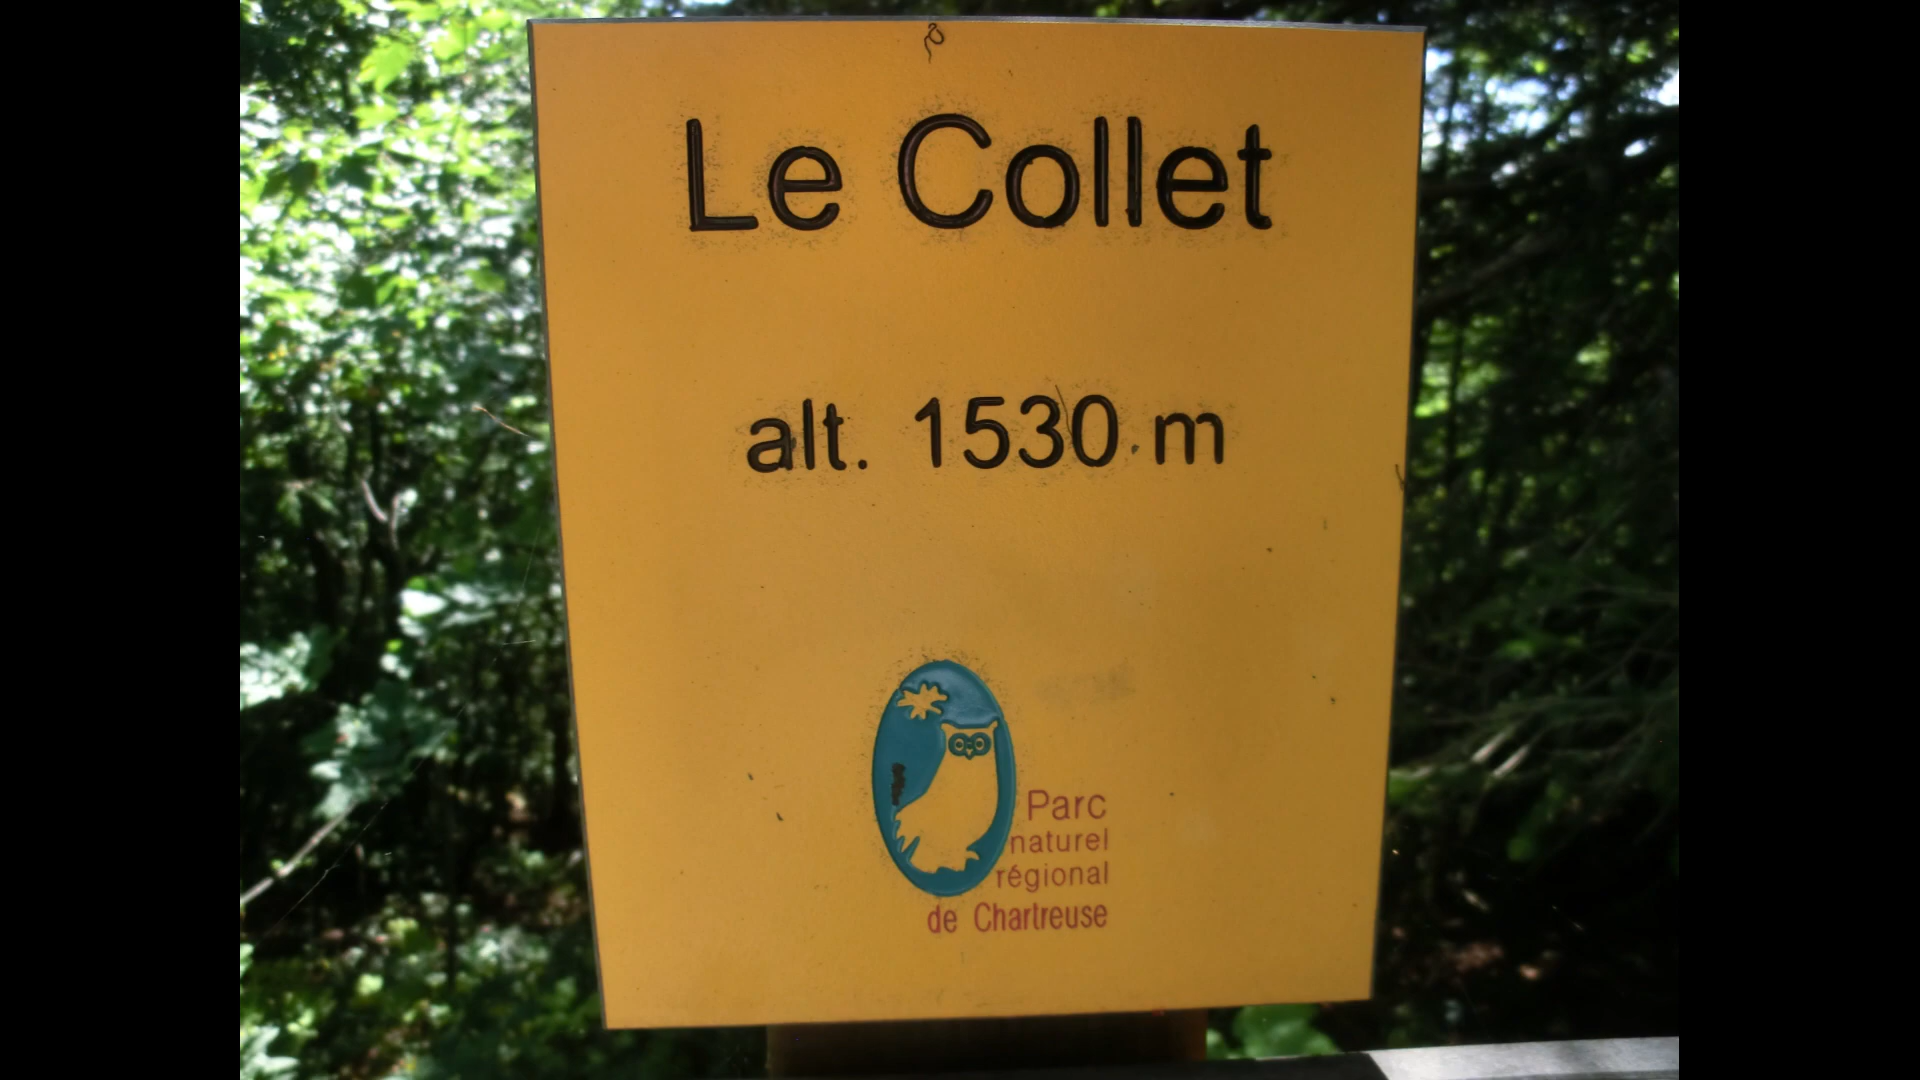 Le Collet
alt. 1530 m
Parc
naturel
régional
de Chartreuse